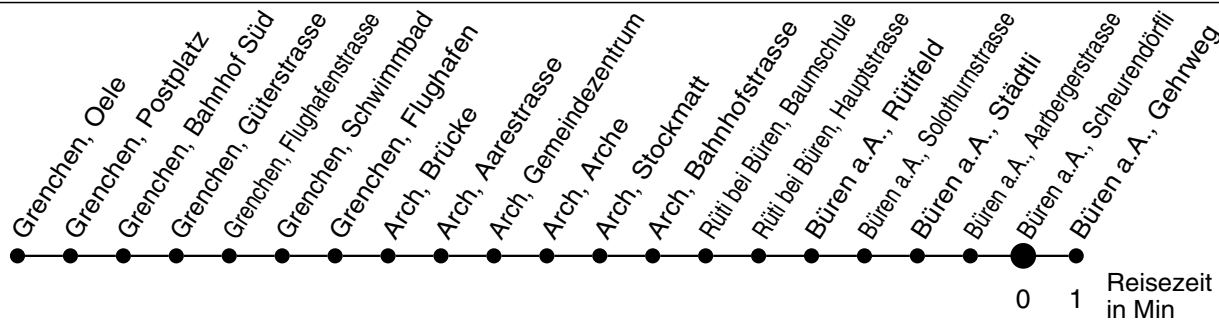 Grenchen, Oele
Grenchen, Postplatz
Grenchen, Bahnhof Süd
Grenchen, Güterstrasse
Grenchen, Flughafenstrasse
Grenchen, Schwimmbad
Grenchen, Flughafen
Arch, Brücke
Arch, Aarestrasse
Arch, Gemeindezentrum
Arch, Arche
Arch, Stockmatt
Arch, Bahnhofstrasse
Rüti bei Büren, Baumschule
Rüti bei Büren, Hauptstrasse
Büren a.A., Rütifeld
Büren a.A., Solothurnstrasse
Büren a.A., Städtli
Büren a.A., Aarbergerstrasse
Büren a.A., Scheurendörfli
Büren a.A., Gehrweg
0 1 Reisezeit
in Min